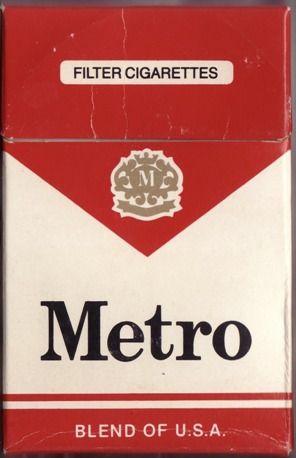 FILTER CIGARETTES
M
Metro
BLEND OF U.S.A.